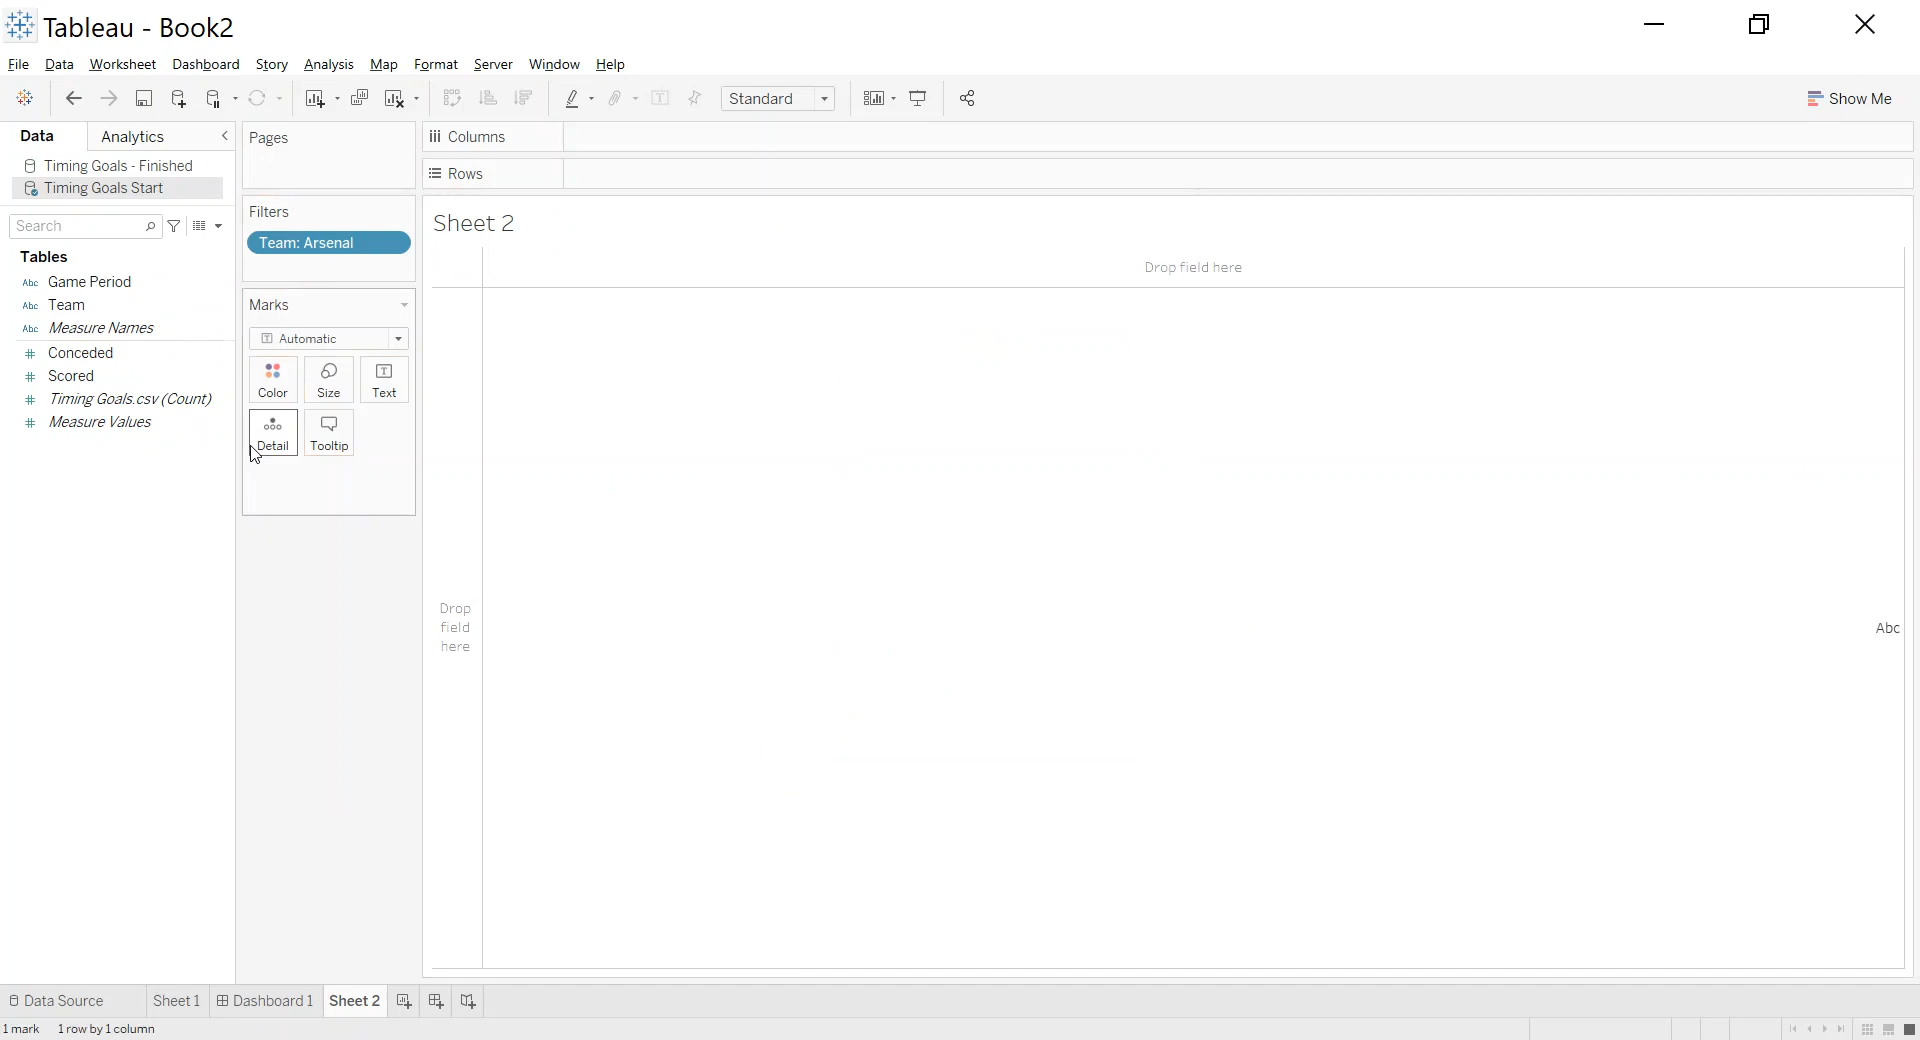 Tableau - Book2
File Data Worksheet Dashboard Story Analysis Map Format Server Window Help
Standard
Show Me
Data Analytics
Timing Goals - Finished
Timing Goals Start
Search
Tables
Abc Game Period
Abc Team
Abc Measure Names
# Conceded
# Scored
# Timing Goals.csv (Count)
# Measure Values
Pages
Filters
Team: Arsenal
Marks
Automatic
Color Size Text
Detail Tooltip
Columns
Rows
Sheet 2
Drop field here
Drop
field
here
Abc
Data Source Sheet 1 Dashboard 1 Sheet 2
1 mark 1 row by 1 column